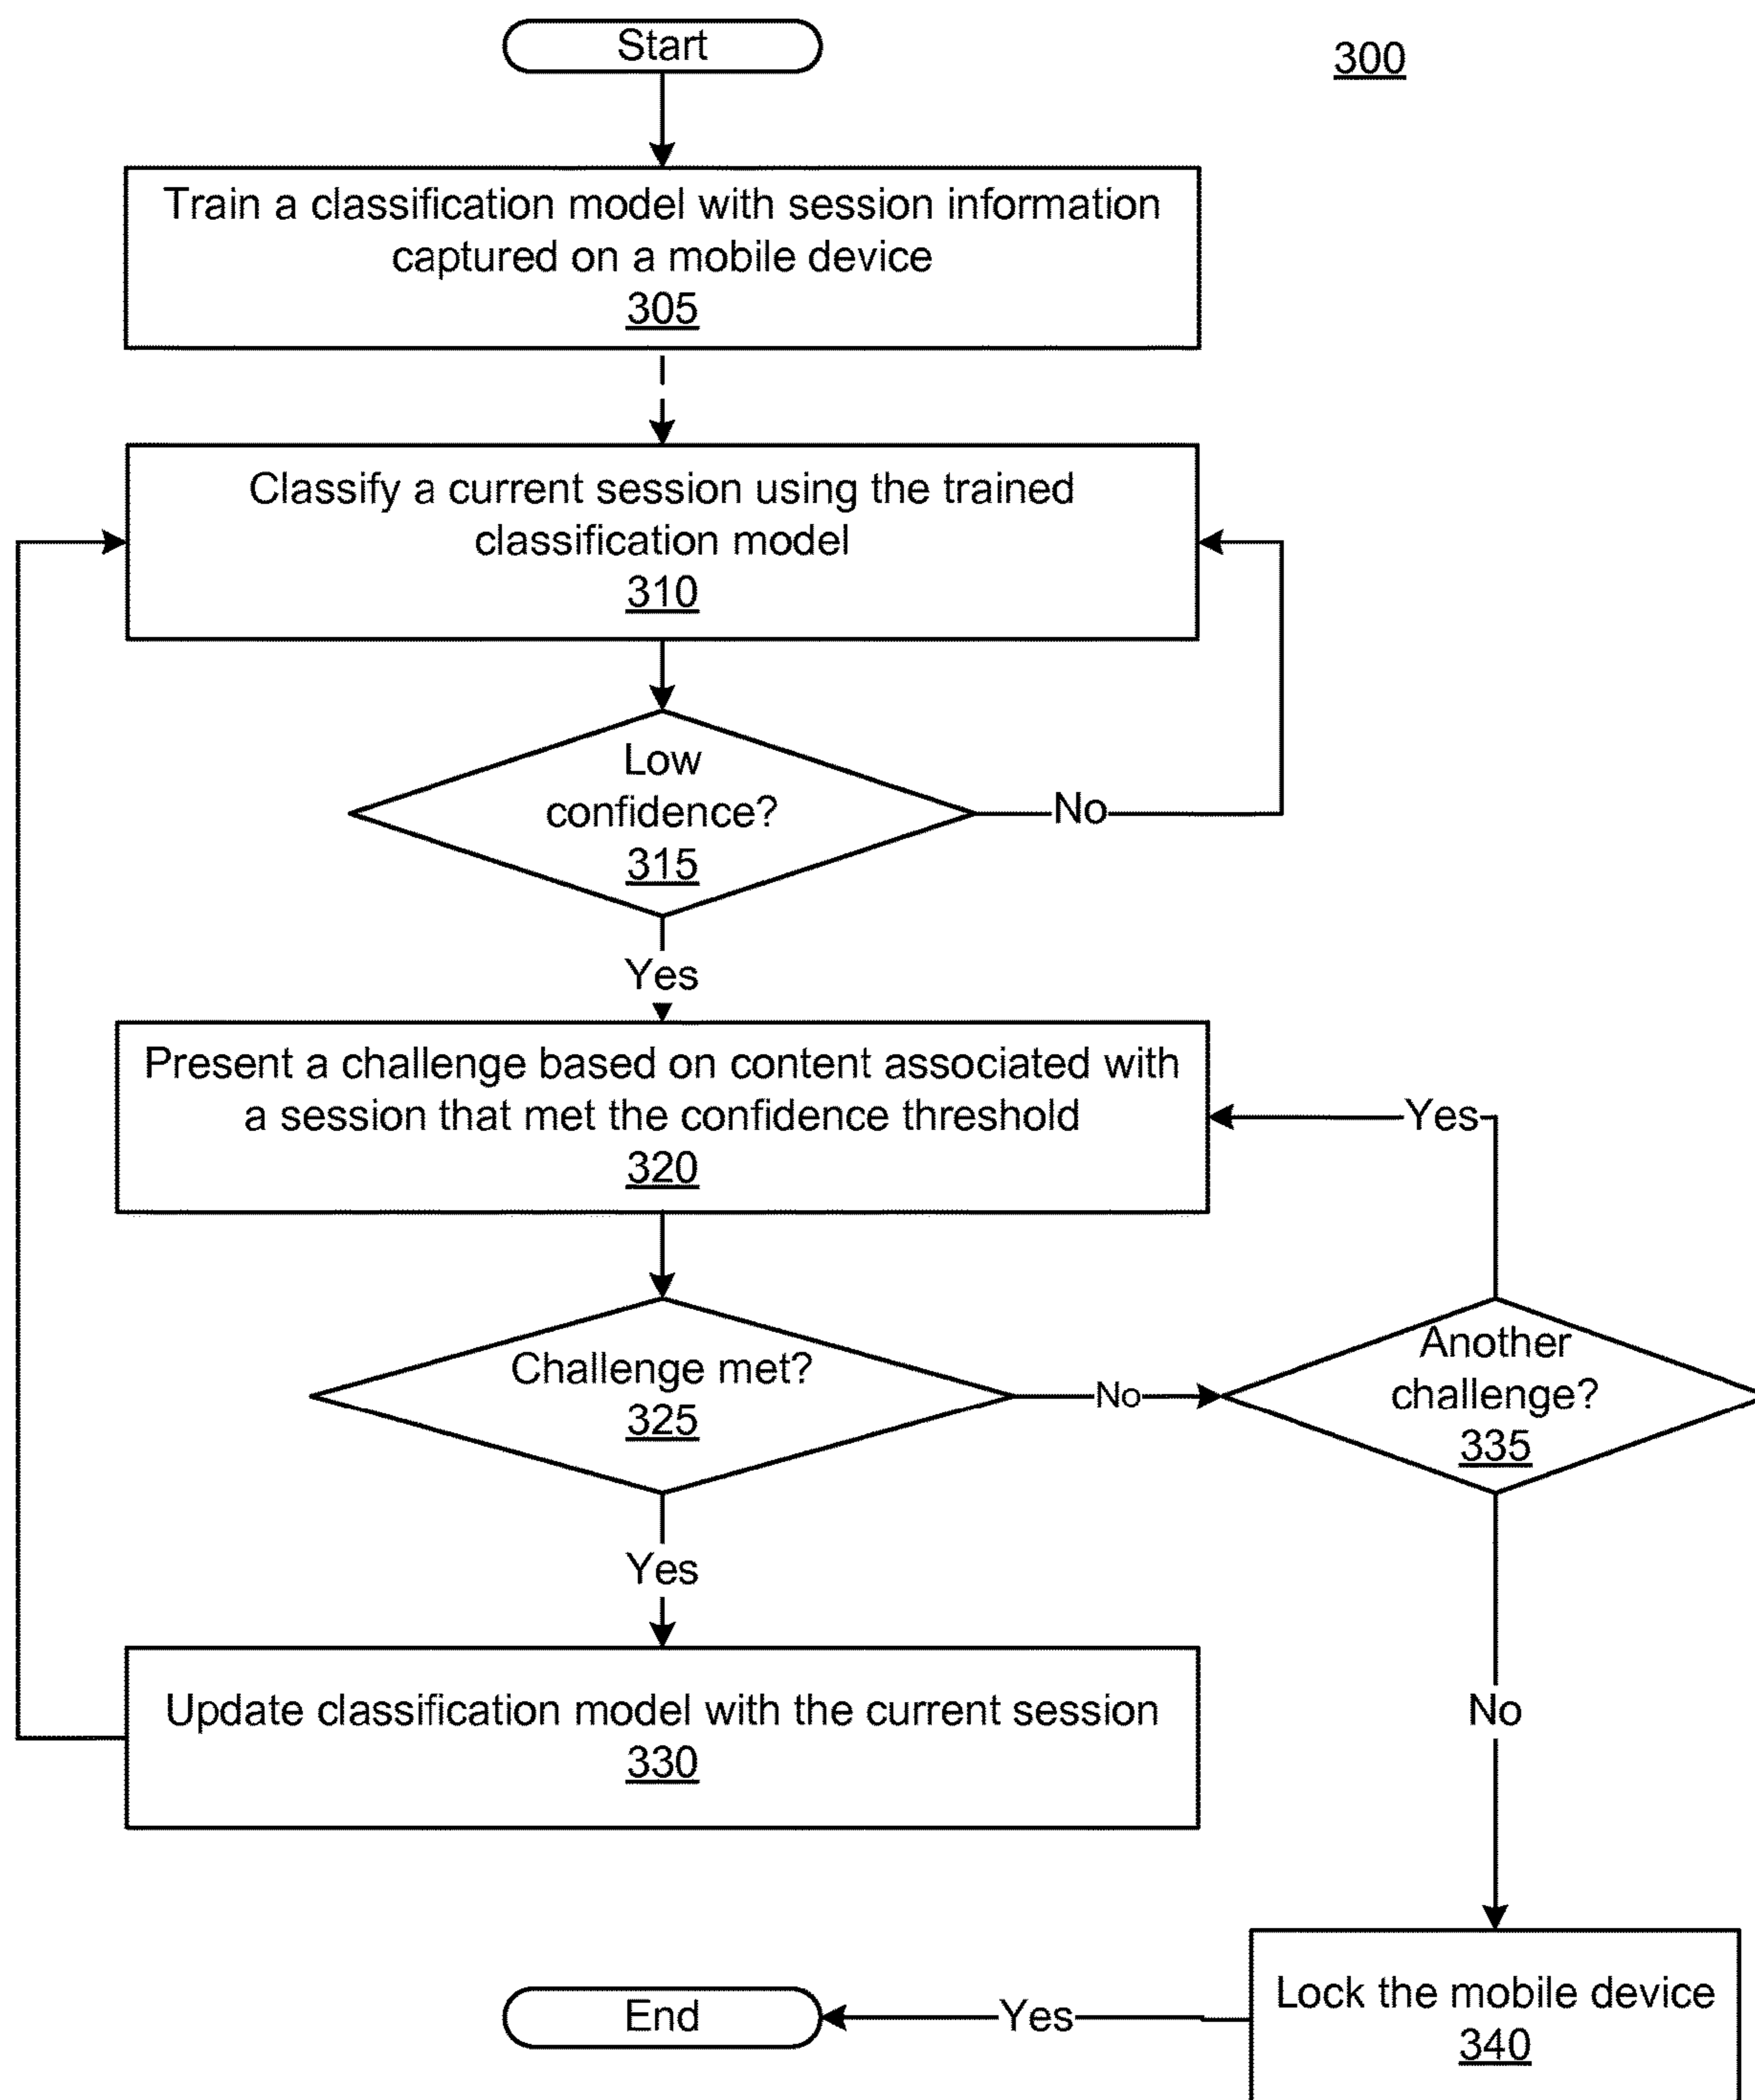 Start
300
Train a classification model with session information
captured on a mobile device
305
Classify a current session using the trained
classification model
310
Low
confidence?
315
No
Yes
Present a challenge based on content associated with
a session that met the confidence threshold
320
Yes
Challenge met?
325
No
Another
challenge?
335
Yes
No
Update classification model with the current session
330
Lock the mobile device
340
Yes
End